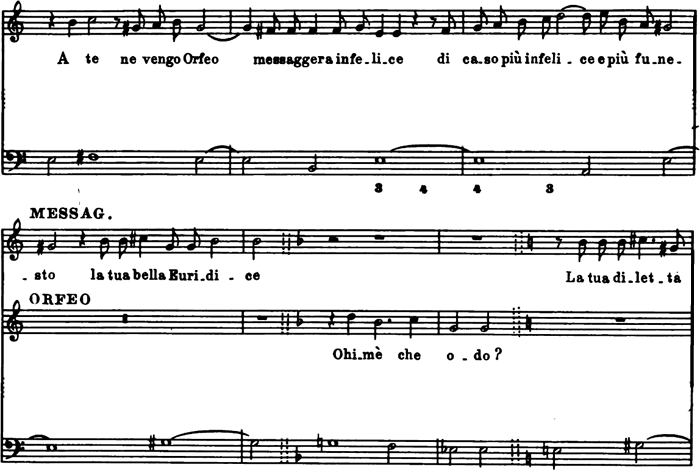 A te ne vengo Orfeo messaggera infe_li_ce di ca_so più infeli_ce e più fu_ne_
3 4 4 3
MESSAG.
_sto la tua bella Euri_di_ce La tua di_let_ta
ORFEO
Ohi_mè che o_do?